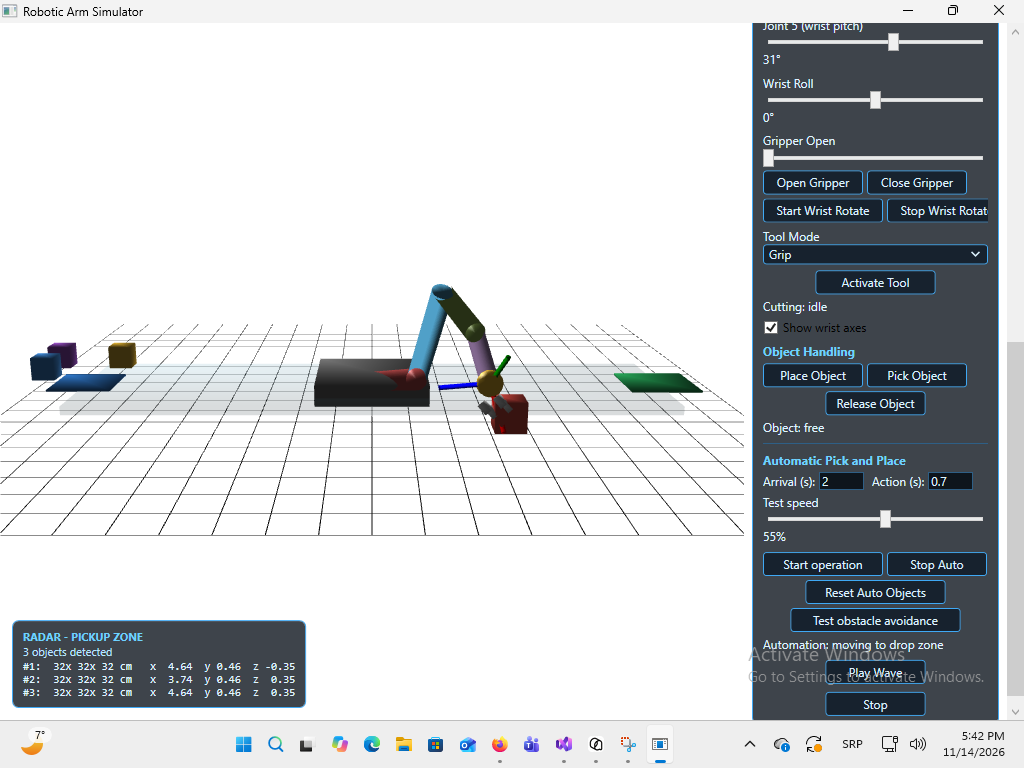 Robotic Arm Simulator
Joint 5 (wrist pitch)
31°
Wrist Roll
0°
Gripper Open
Open Gripper Close Gripper
Start Wrist Rotate Stop Wrist Rotat
Tool Mode
Grip
Activate Tool
Cutting: idle
Show wrist axes
Object Handling
Place Object Pick Object
Release Object
Object: free
Automatic Pick and Place
Arrival (s): 2 Action (s): 0.7
Test speed
55%
Start operation Stop Auto
Reset Auto Objects
Test obstacle avoidance
Automation: moving to drop zone
Play Wave
Stop
Activate Windows
Go to Settings to activate Windows.
RADAR - PICKUP ZONE
3 objects detected
#1: 32x 32x 32 cm x 4.64 y 0.46 z -0.35
#2: 32x 32x 32 cm x 3.74 y 0.46 z 0.35
#3: 32x 32x 32 cm x 4.64 y 0.46 z 0.35
7°
SRP
5:42 PM
11/14/2026